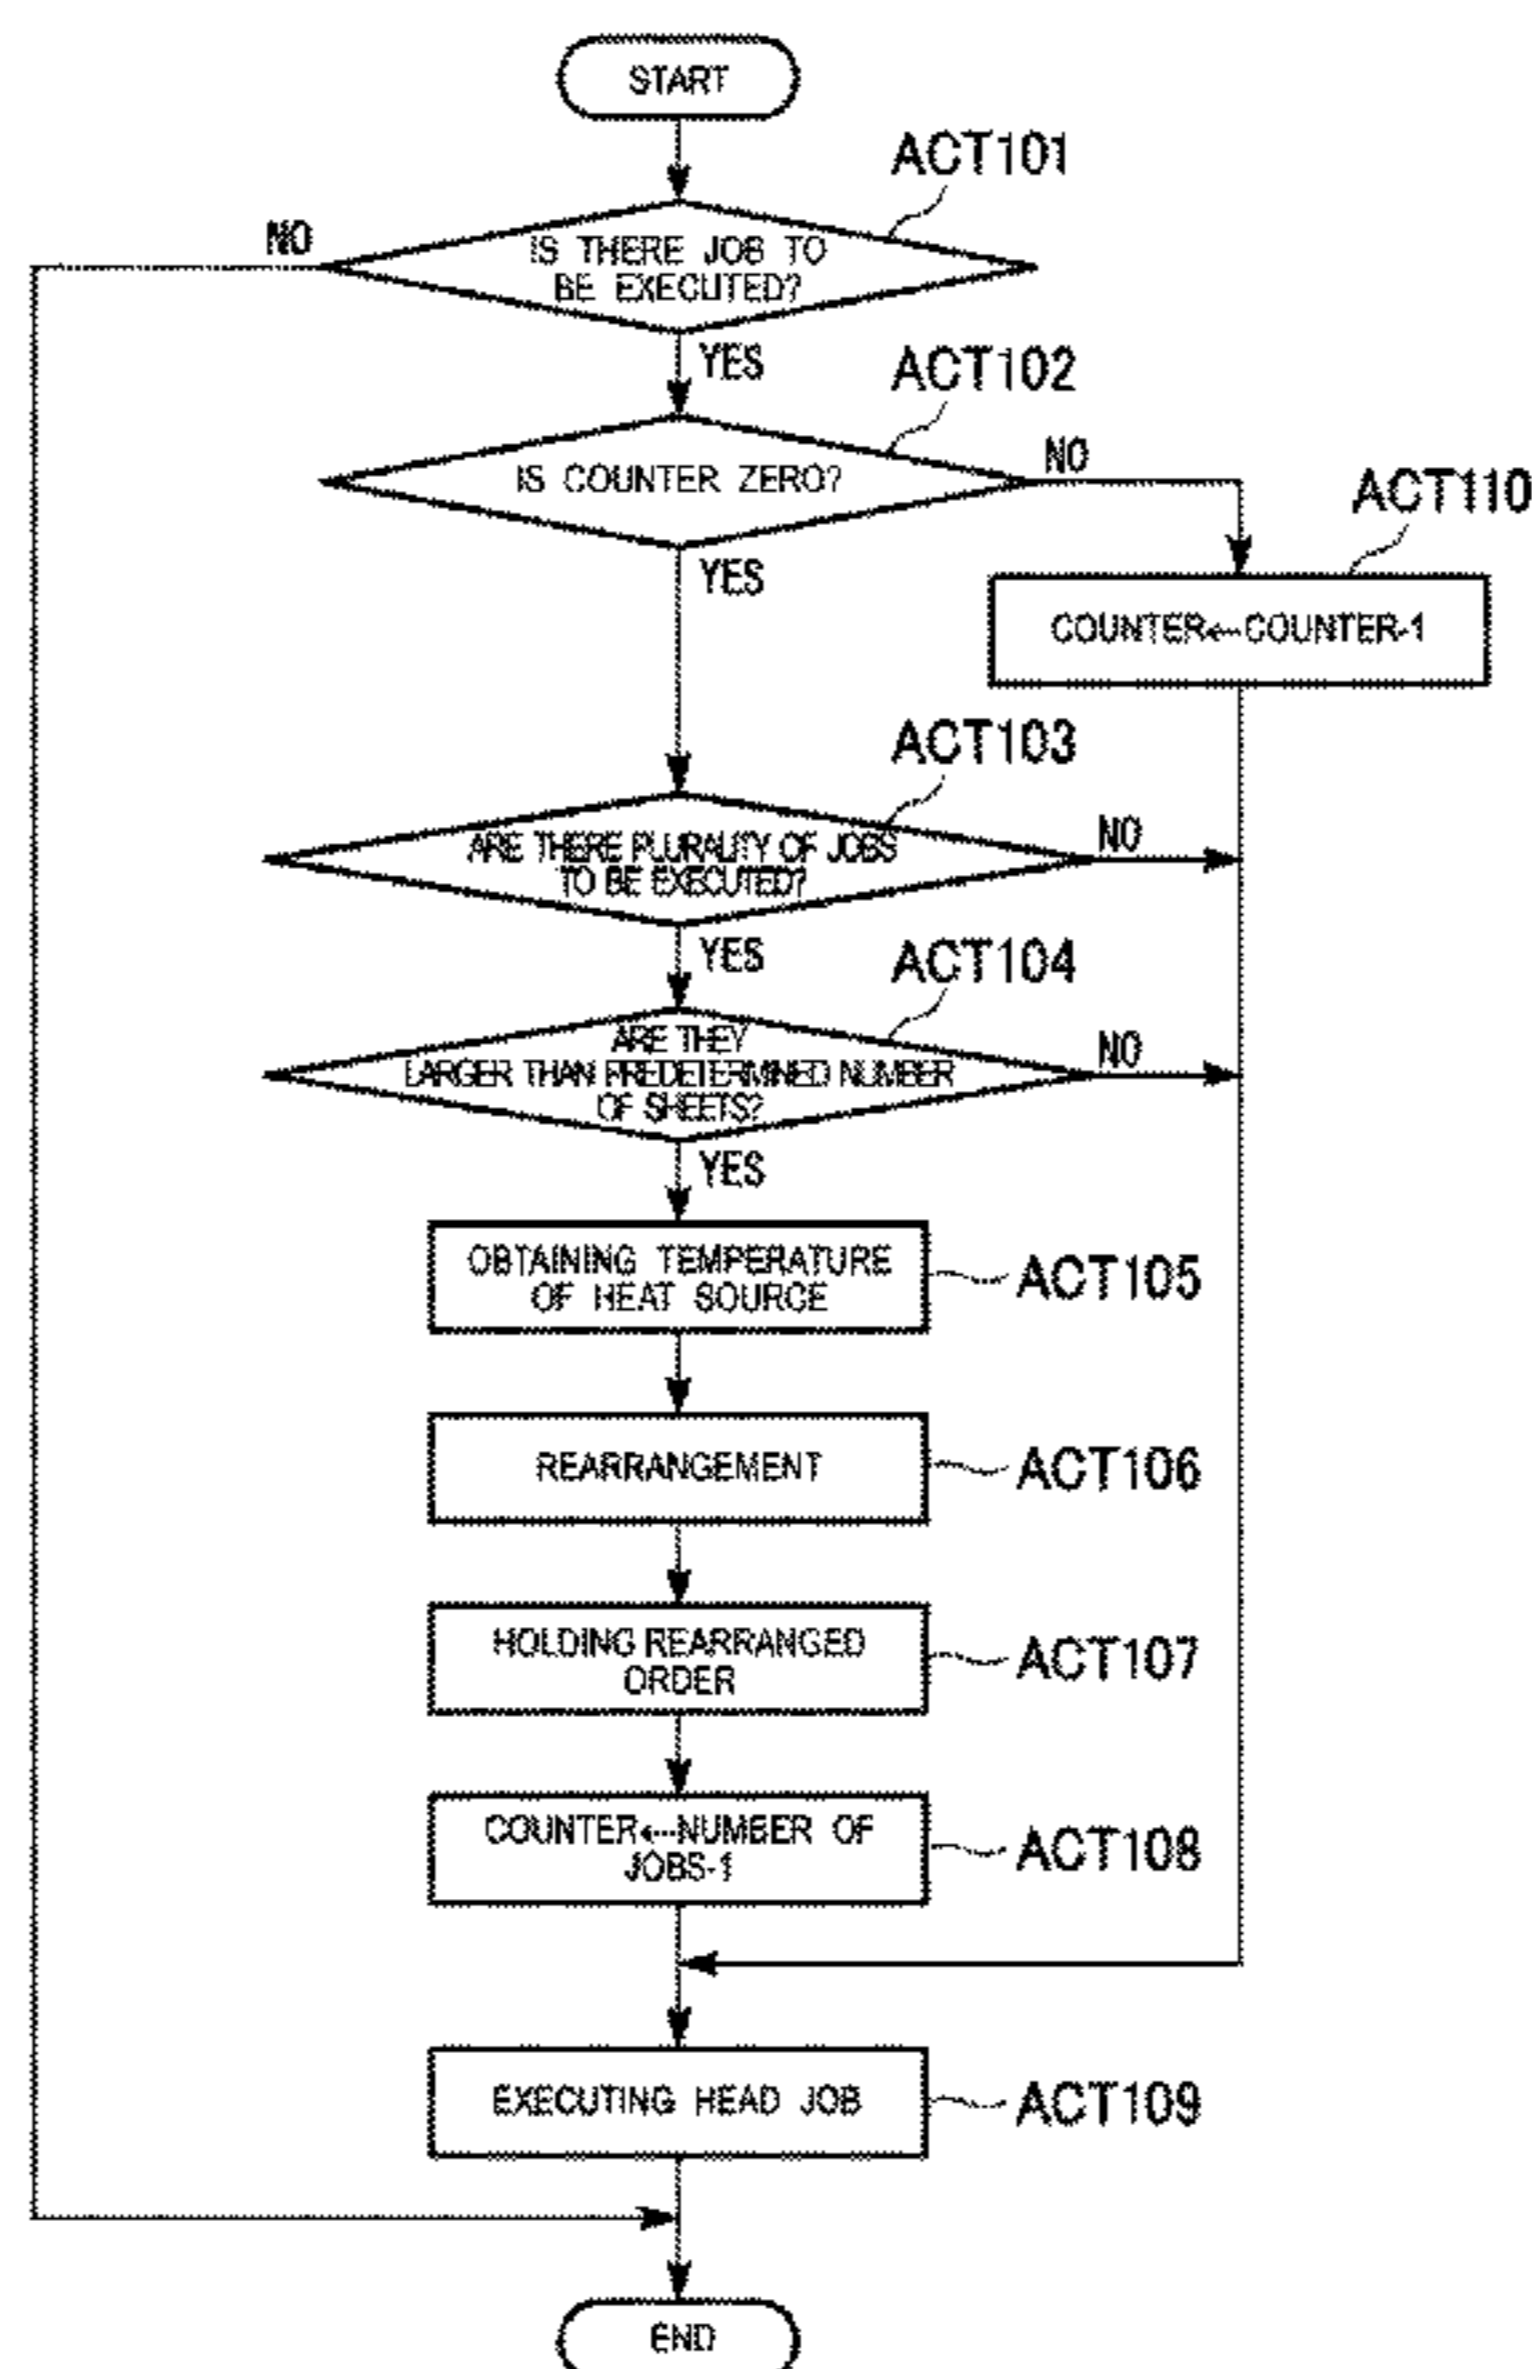 START
ACT101
NO
IS THERE JOB TO
BE EXECUTED?
YES
ACT102
IS COUNTER ZERO?
NO
ACT110
YES
COUNTER←COUNTER-1
ACT103
ARE THERE PLURALITY OF JOBS
TO BE EXECUTED?
NO
YES
ACT104
ARE THEY
LARGER THAN PREDETERMINED NUMBER
OF SHEETS?
NO
YES
OBTAINING TEMPERATURE
OF HEAT SOURCE
ACT105
REARRANGEMENT
ACT106
HOLDING REARRANGED
ORDER
ACT107
COUNTER←NUMBER OF
JOBS-1
ACT108
EXECUTING HEAD JOB
ACT109
END